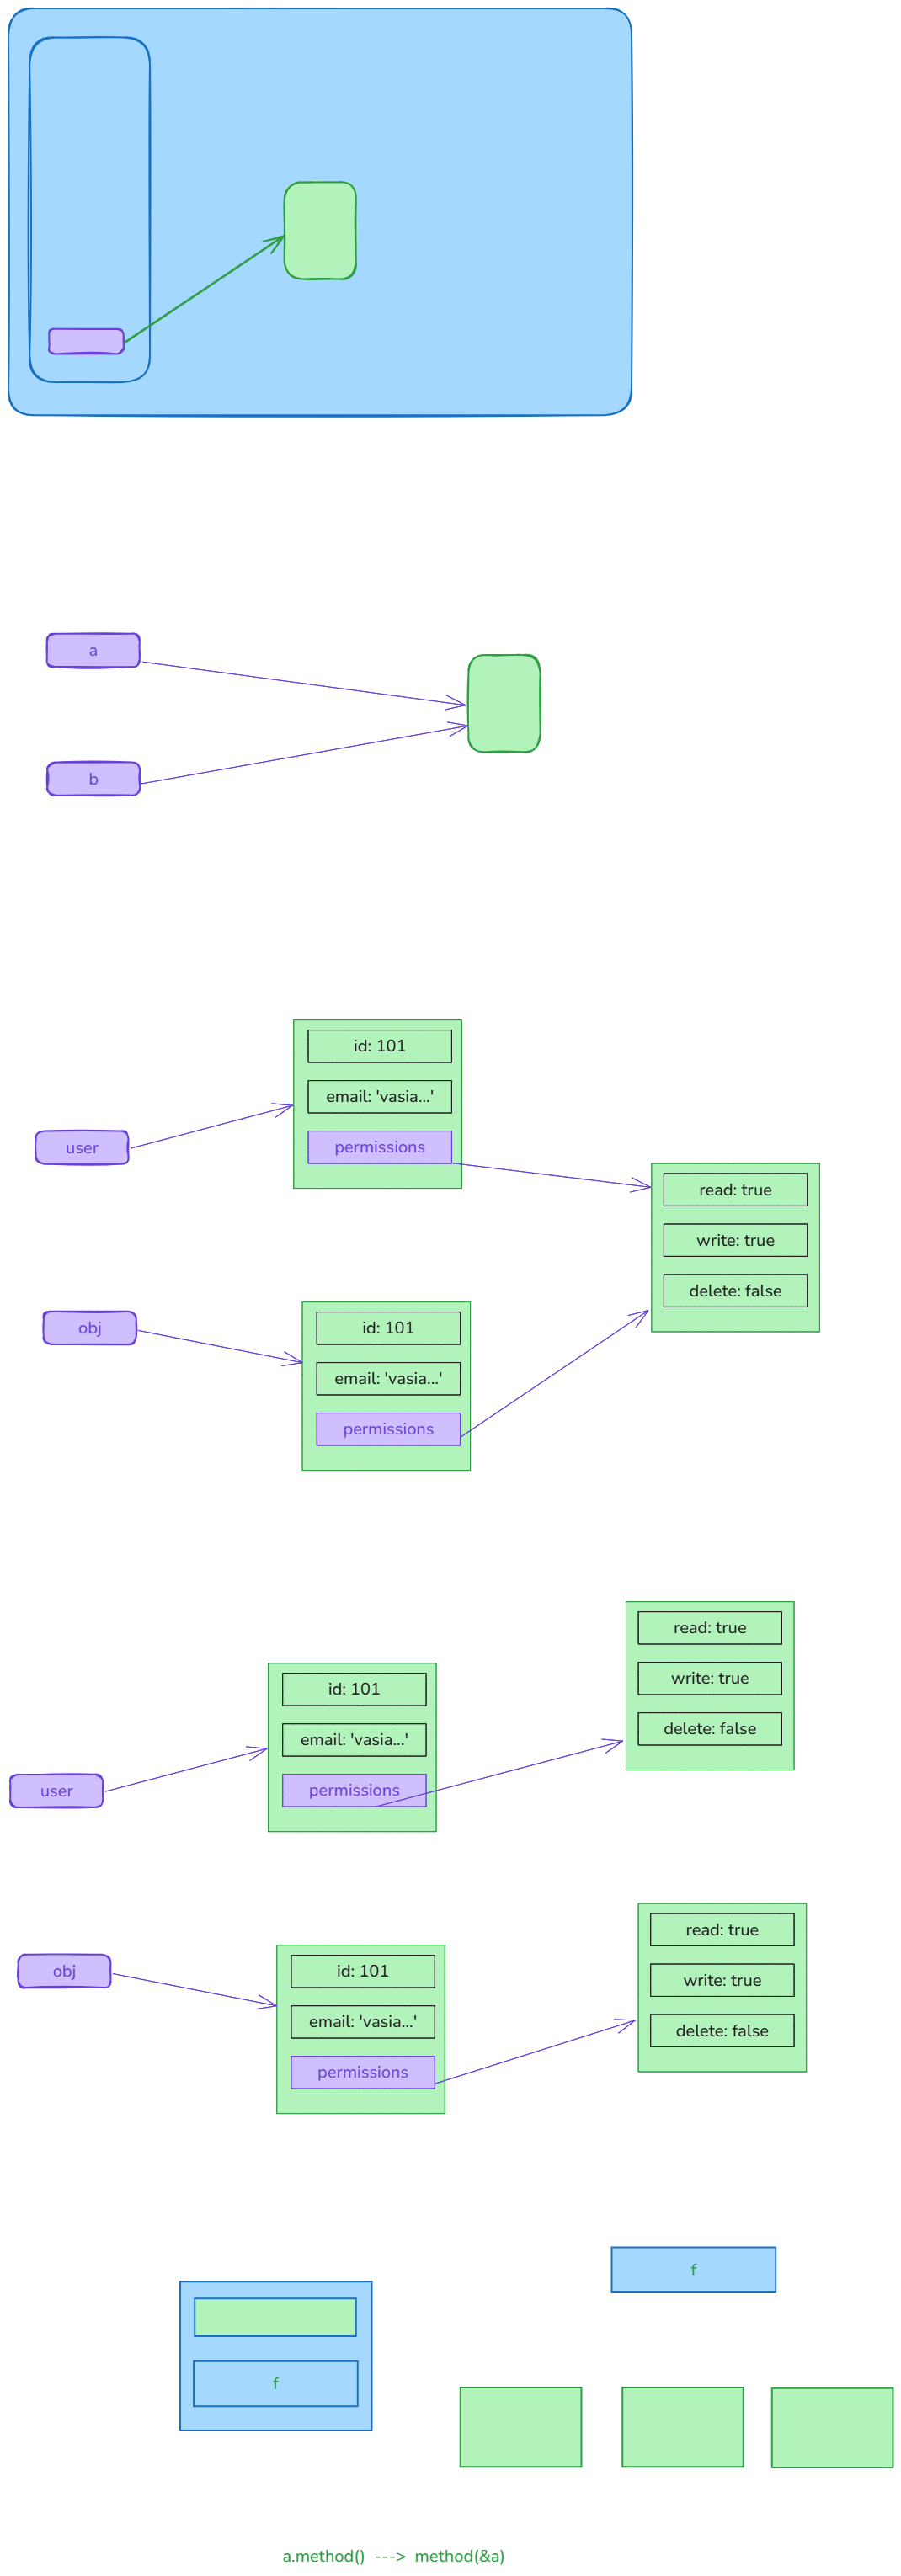 a
b
id: 101
email: 'vasia...'
permissions
user
read: true
write: true
delete: false
obj
id: 101
email: 'vasia...'
permissions
read: true
write: true
delete: false
id: 101
email: 'vasia...'
permissions
user
read: true
write: true
delete: false
obj
id: 101
email: 'vasia...'
permissions
f
f
a.method() ---> method(&a)